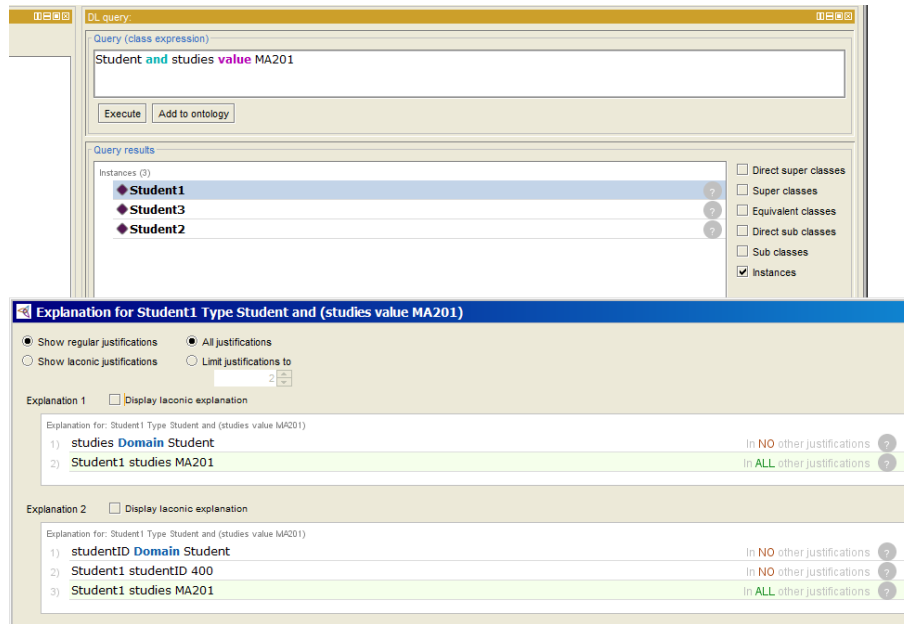 DL query:
Query (class expression)
Student and studies value MA201
Execute Add to ontology
Query results
Instances (3)
Student1 ?
Student3 ?
Student2 ?
Direct super classes
Super classes
Equivalent classes
Direct sub classes
Sub classes
Instances
Explanation for Student1 Type Student and (studies value MA201)
Show regular justifications All justifications
Show laconic justifications Limit justifications to
2
Explanation 1 Display laconic explanation
Explanation for: Student1 Type Student and (studies value MA201)
1) studies Domain Student In NO other justifications ?
2) Student1 studies MA201 In ALL other justifications ?
Explanation 2 Display laconic explanation
Explanation for: Student1 Type Student and (studies value MA201)
1) studentID Domain Student In NO other justifications ?
2) Student1 studentID 400 In NO other justifications ?
3) Student1 studies MA201 In ALL other justifications ?